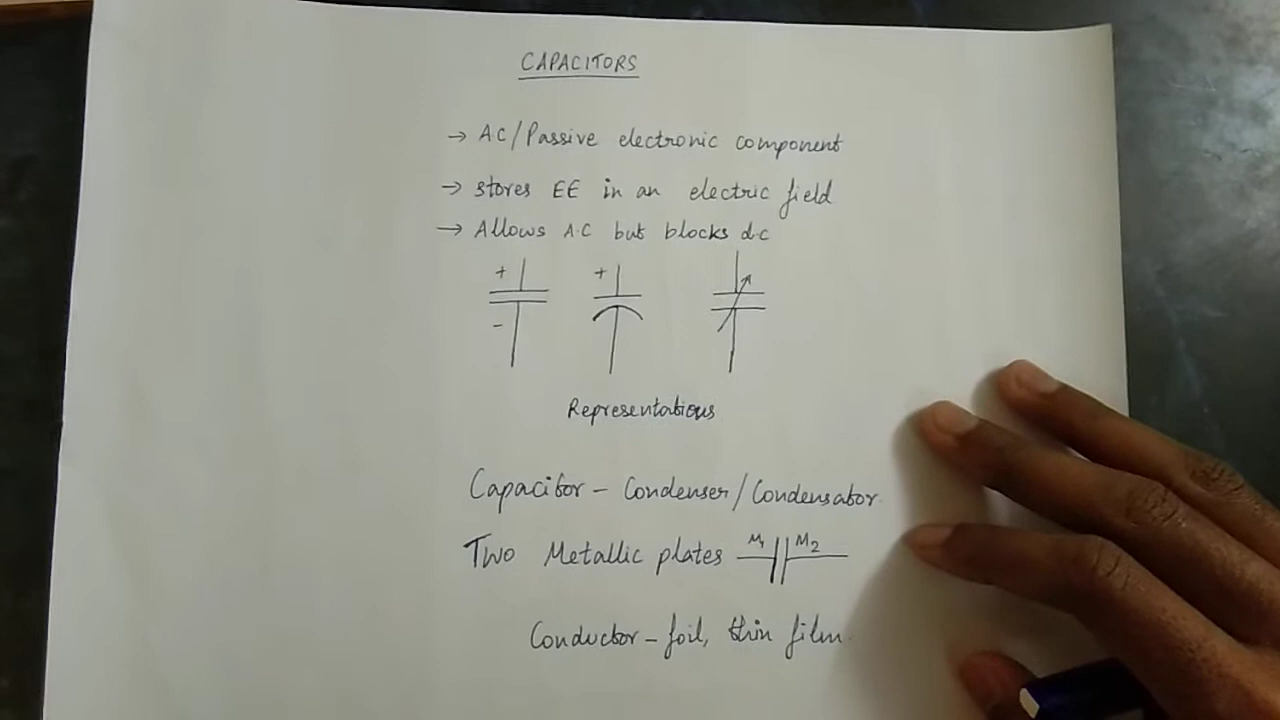 CAPACITORS
→ AC/Passive electronic component
→ stores EE in an electric field
→ Allows A.C but blocks d.c
+ +
-
Representations
Capacitor - Condenser/Condensator
Two Metallic plates M1 M2
Conductor - foil, thin film.